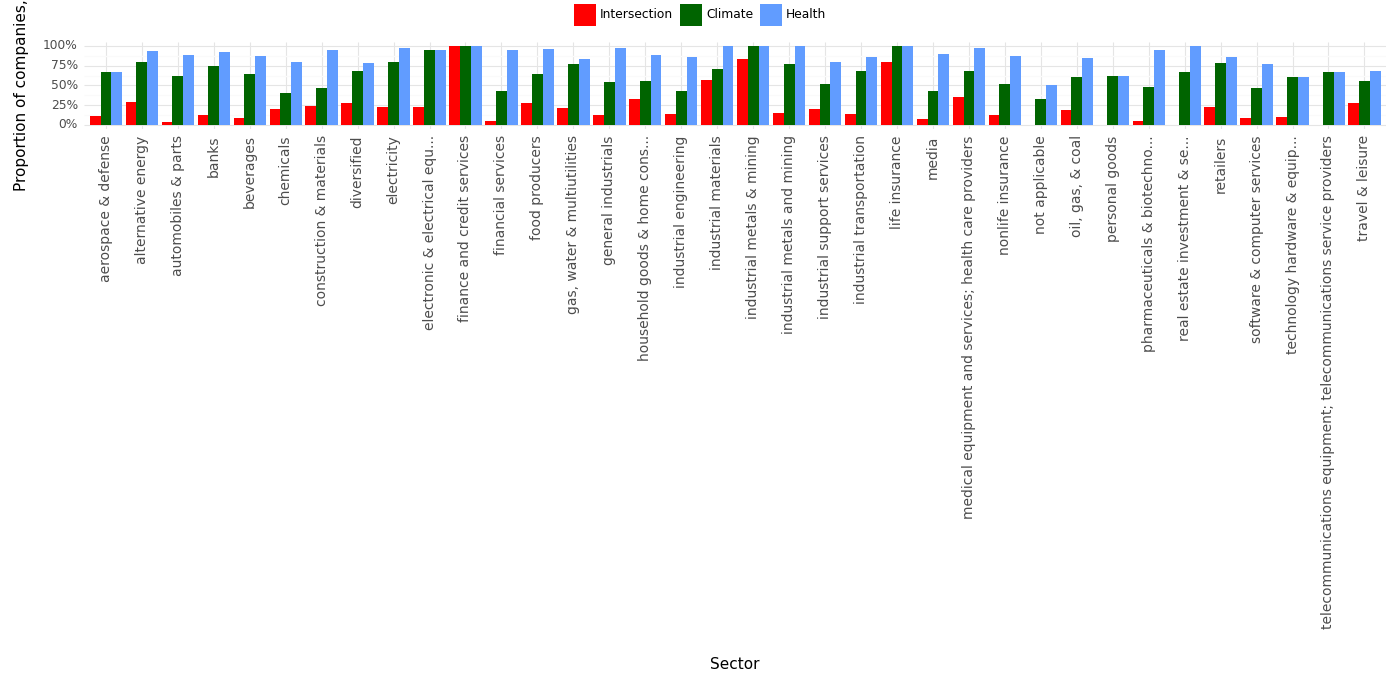 Intersection Climate Health
Proportion of companies,
100%
75%
50%
25%
0%
aerospace & defense
alternative energy
automobiles & parts
banks
beverages
chemicals
construction & materials
diversified
electricity
electronic & electrical equ...
finance and credit services
financial services
food producers
gas, water & multiutilities
general industrials
household goods & home cons...
industrial engineering
industrial materials
industrial metals & mining
industrial metals and mining
industrial support services
industrial transportation
life insurance
media
medical equipment and services; health care providers
nonlife insurance
not applicable
oil, gas, & coal
personal goods
pharmaceuticals & biotechno...
real estate investment & se...
retailers
software & computer services
technology hardware & equip...
telecommunications equipment; telecommunications service providers
travel & leisure
Sector